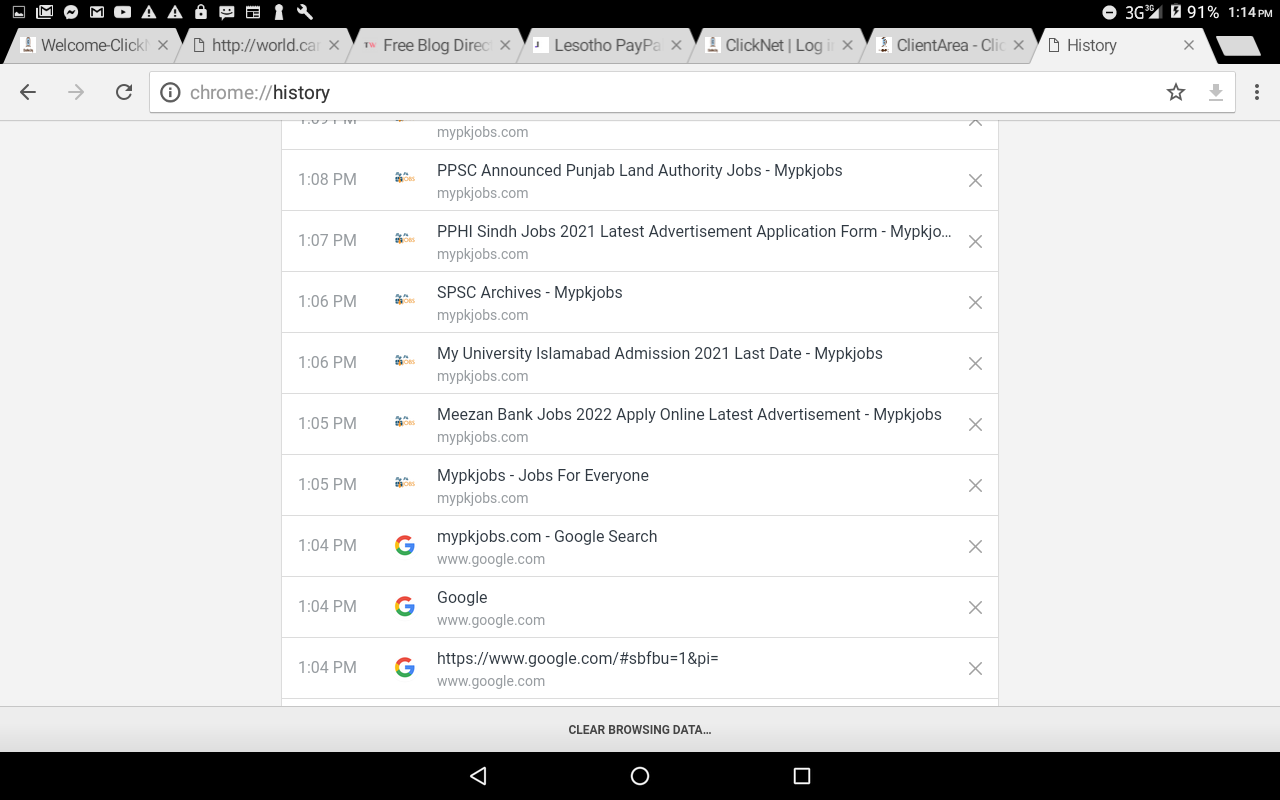 3G 3G 91% 1:14 PM
Welcome-Click
http://world.ca
Free Blog Direc
Lesotho PayPa
ClickNet | Log i
ClientArea - Clic
History
chrome://history
1:09 PM
mypkjobs.com
1:08 PM PPSC Announced Punjab Land Authority Jobs - Mypkjobs
mypkjobs.com
1:07 PM PPHI Sindh Jobs 2021 Latest Advertisement Application Form - Mypkjo...
mypkjobs.com
1:06 PM SPSC Archives - Mypkjobs
mypkjobs.com
1:06 PM My University Islamabad Admission 2021 Last Date - Mypkjobs
mypkjobs.com
1:05 PM Meezan Bank Jobs 2022 Apply Online Latest Advertisement - Mypkjobs
mypkjobs.com
1:05 PM Mypkjobs - Jobs For Everyone
mypkjobs.com
1:04 PM mypkjobs.com - Google Search
www.google.com
1:04 PM Google
www.google.com
1:04 PM https://www.google.com/#sbfbu=1&pi=
www.google.com
CLEAR BROWSING DATA...